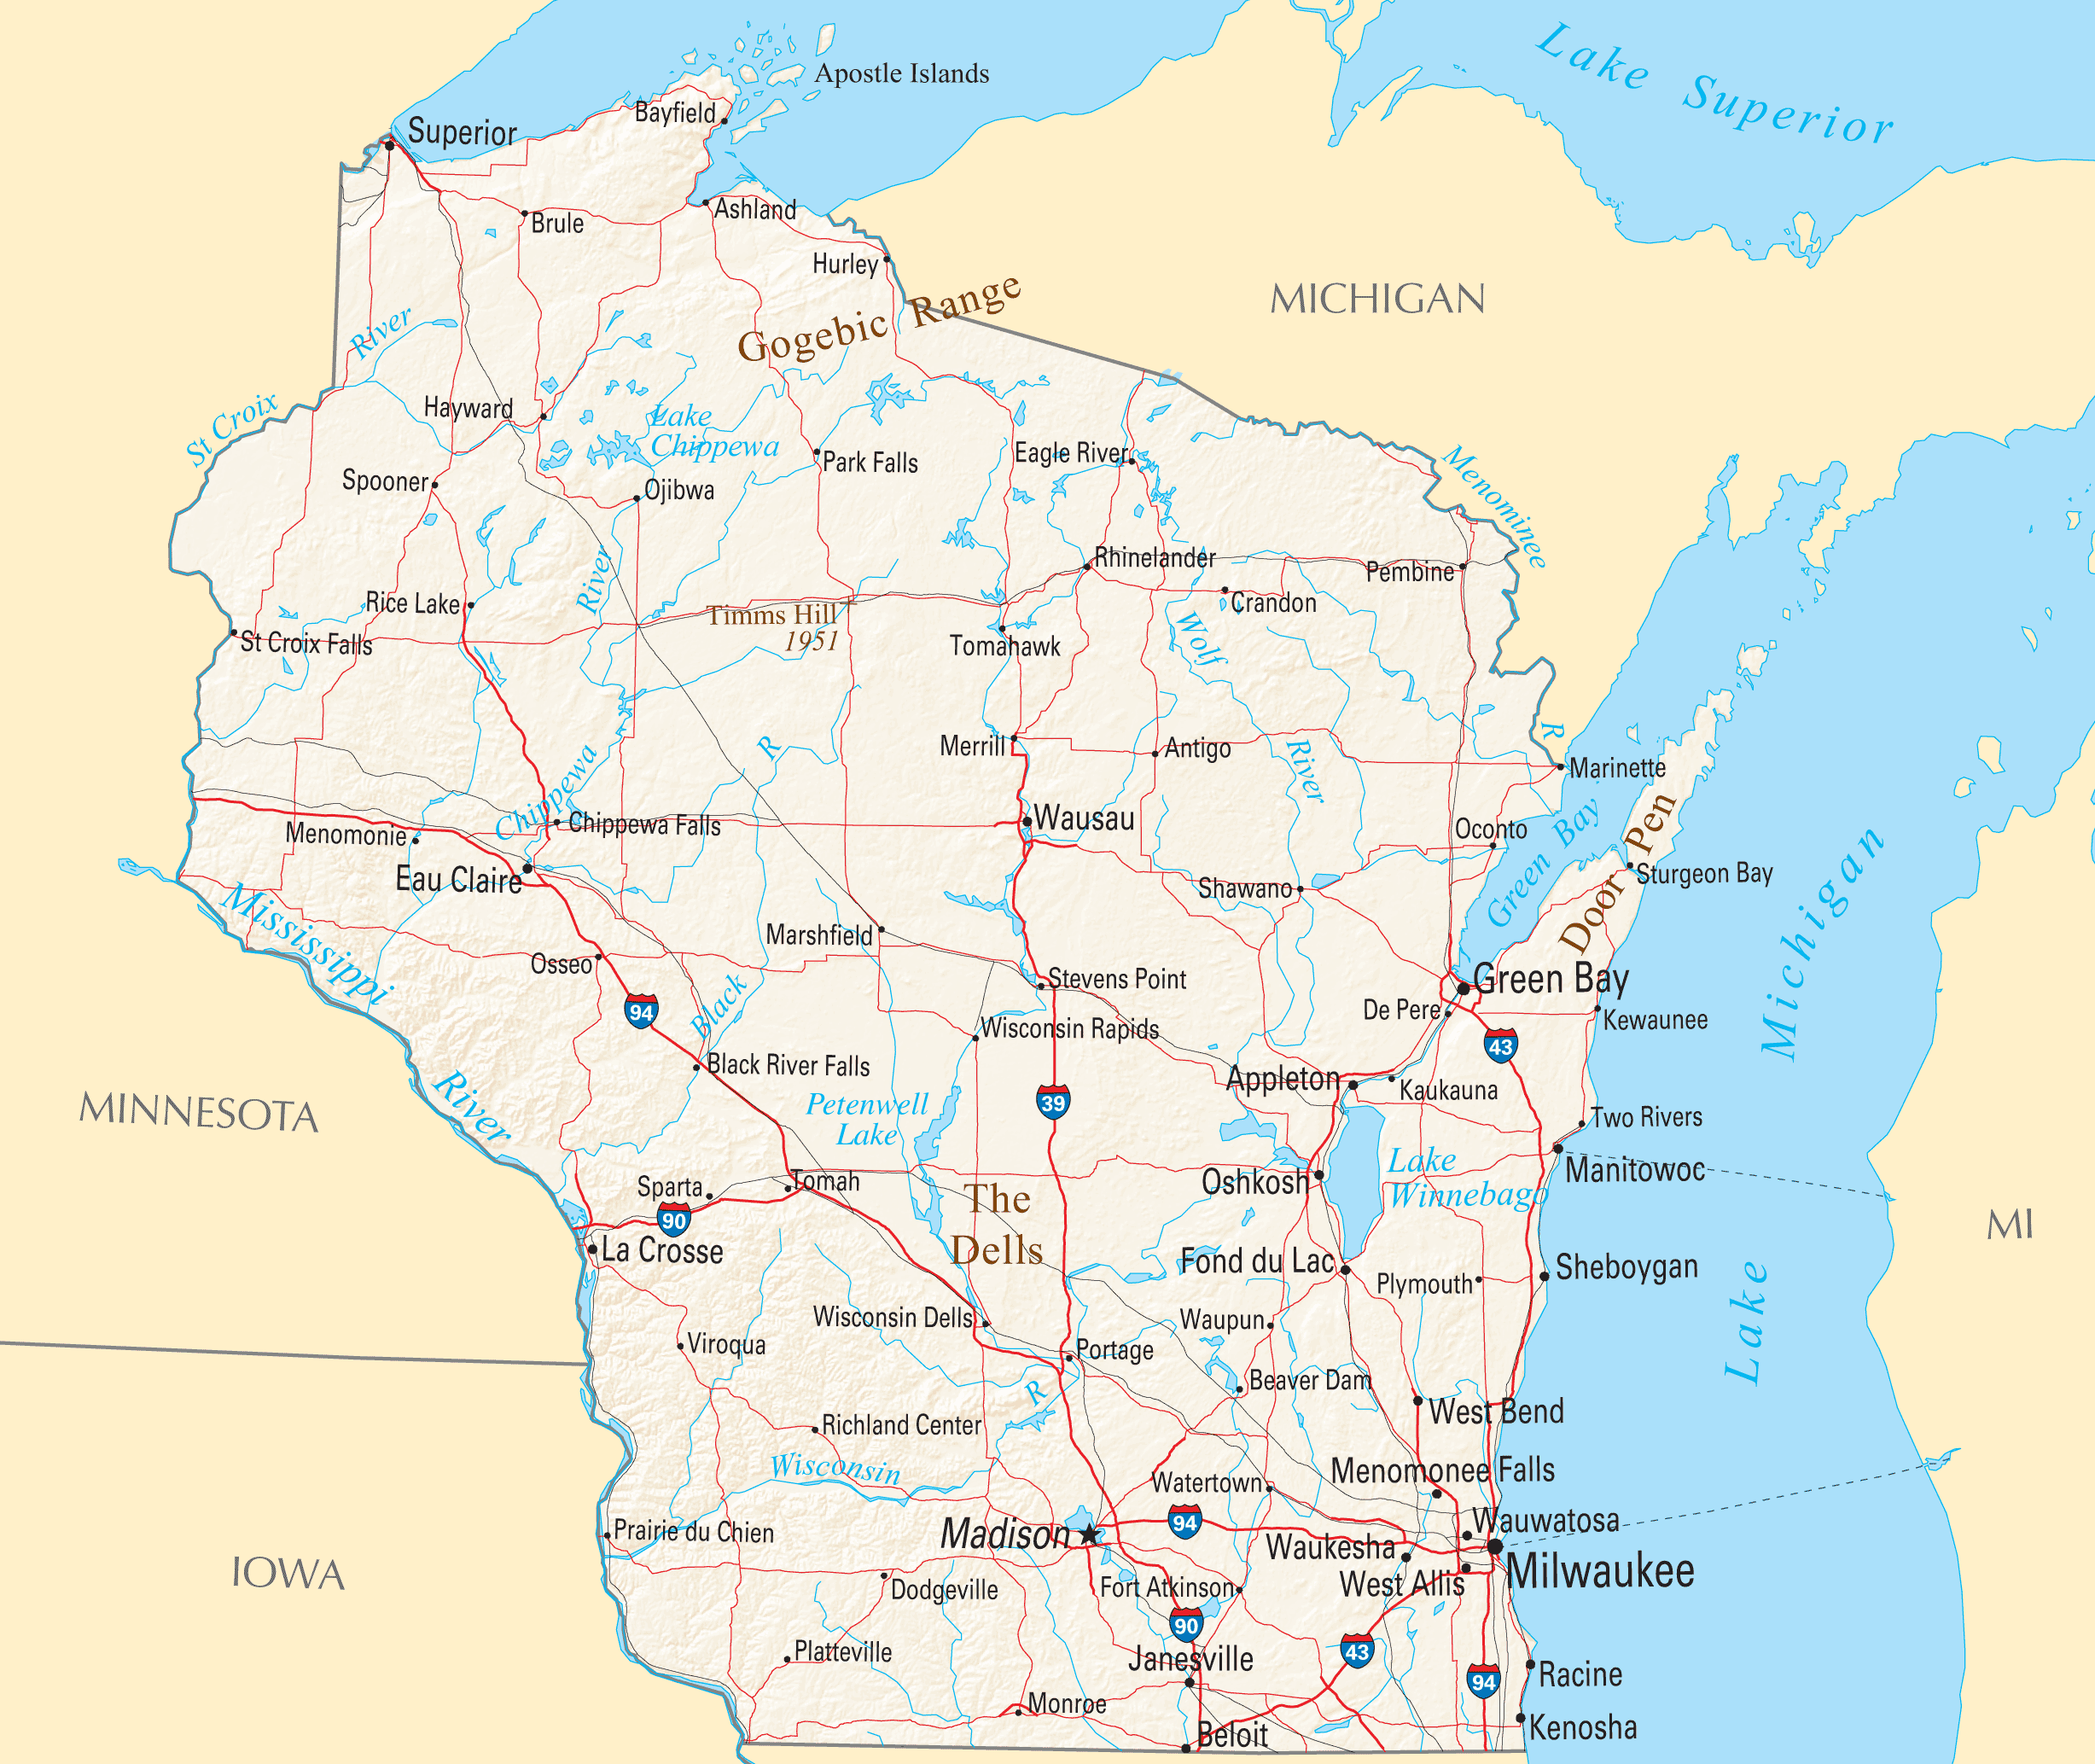 Lake Superior
Apostle Islands
Bayfield
Superior
Ashland
Brule
Hurley
MICHIGAN
Gogebic Range
River
St Croix
Hayward
Lake
Chippewa
Park Falls
Eagle River
Menominee
Spooner
Ojibwa
Rhinelander
Pembine
River
Rice Lake
Timms Hill
1951
Crandon
St Croix Falls
Tomahawk
Wolf
R
Merrill
Antigo
R
River
Marinette
Chippewa
Menomonie
Chippewa Falls
Wausau
Oconto
Green Bay
Door Pen
Sturgeon Bay
Eau Claire
Shawano
Mississippi
Marshfield
Osseo
Stevens Point
Green Bay
94
Black
De Pere
Kewaunee
Wisconsin Rapids
43
Lake Michigan
Black River Falls
Appleton
Kaukauna
MINNESOTA
River
Petenwell
Lake
39
Two Rivers
Lake
Winnebago
Manitowoc
Sparta
Tomah
Oshkosh
90
The
Dells
MI
La Crosse
Fond du Lac
Plymouth
Sheboygan
Wisconsin Dells
Waupun
Viroqua
Portage
R
Beaver Dam
West Bend
Richland Center
Wisconsin
Watertown
Menomonee Falls
Prairie du Chien
Madison
94
Wauwatosa
Waukesha
IOWA
Dodgeville
Fort Atkinson
West Allis
Milwaukee
90
Platteville
Janesville
43
94
Racine
Monroe
Beloit
Kenosha